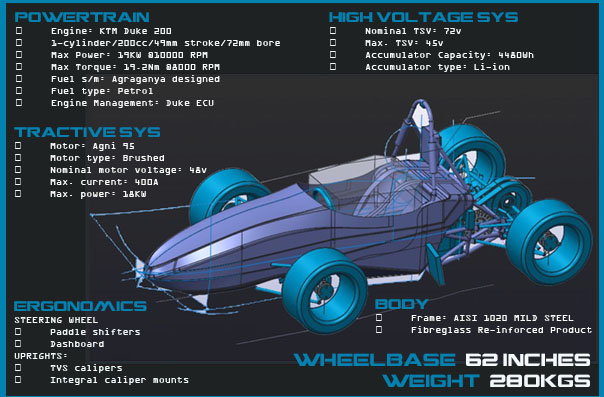 POWERTRAIN
Engine: KTM Duke 200
1-cylinder/200cc/49mm stroke/72mm bore
Max Power: 19KW @10000 RPM
Max Torque: 19.2Nm @8000 RPM
Fuel s/m: Agraganya designed
Fuel type: Petrol
Engine Management: Duke ECU
HIGH VOLTAGE SYS
Nominal TSV: 72v
Max. TSV: 45v
Accumulator Capacity: 4480Wh
Accumulator type: Li-ion
TRACTIVE SYS
Motor: Agni 95
Motor type: Brushed
Nominal motor voltage: 48v
Max. current: 400A
Max. power: 18KW
ERGONOMICS
STEERING WHEEL
Paddle shifters
Dashboard
UPRIGHTS:
TVS calipers
Integral caliper mounts
BODY
Frame: AISI 1020 MILD STEEL
Fibreglass Re-inforced Product
WHEELBASE 62 INCHES
WEIGHT 280KGS